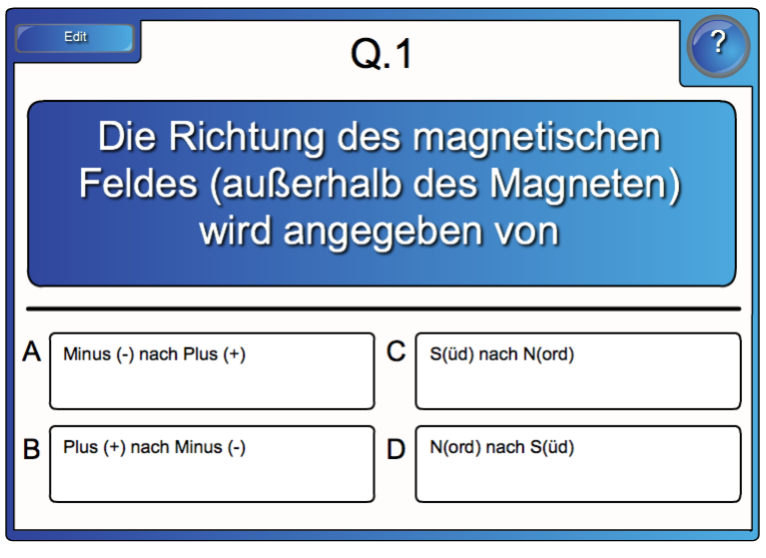 Edit
Q.1
?
Die Richtung des magnetischen
Feldes (außerhalb des Magneten)
wird angegeben von
A Minus (-) nach Plus (+)
C S(üd) nach N(ord)
B Plus (+) nach Minus (-)
D N(ord) nach S(üd)